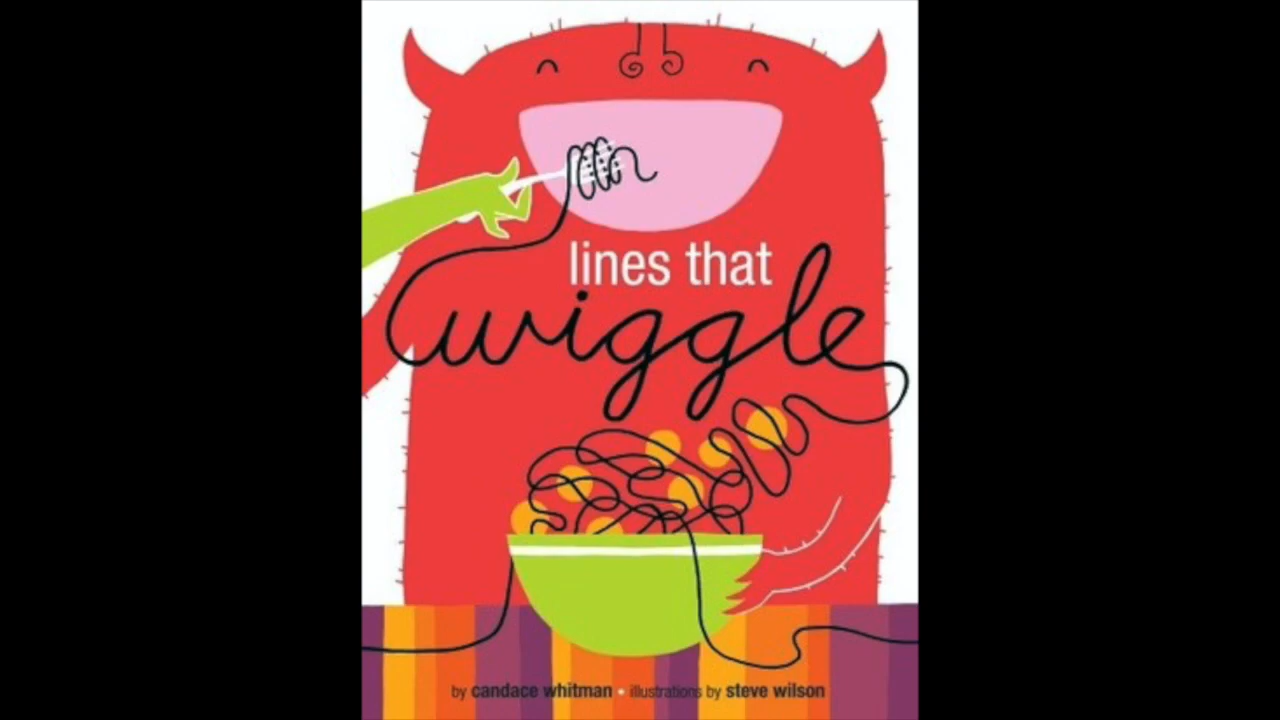 lines that
wiggle
by candace whitman • illustrations by steve wilson